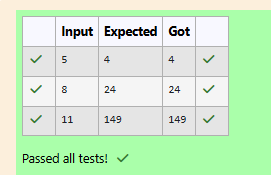 Input Expected Got
5 4 4
8 24 24
11 149 149
Passed all tests!